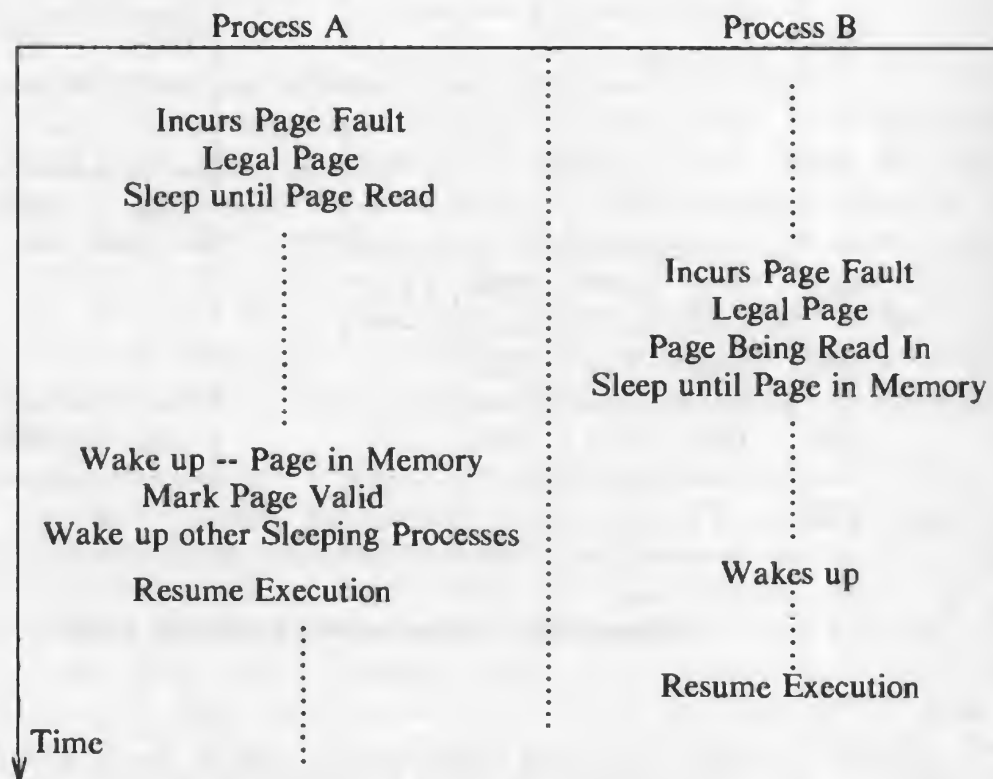 Process A
Process B
Incurs Page Fault
Legal Page
Sleep until Page Read
Incurs Page Fault
Legal Page
Page Being Read In
Sleep until Page in Memory
Wake up -- Page in Memory
Mark Page Valid
Wake up other Sleeping Processes
Wakes up
Resume Execution
Resume Execution
Time